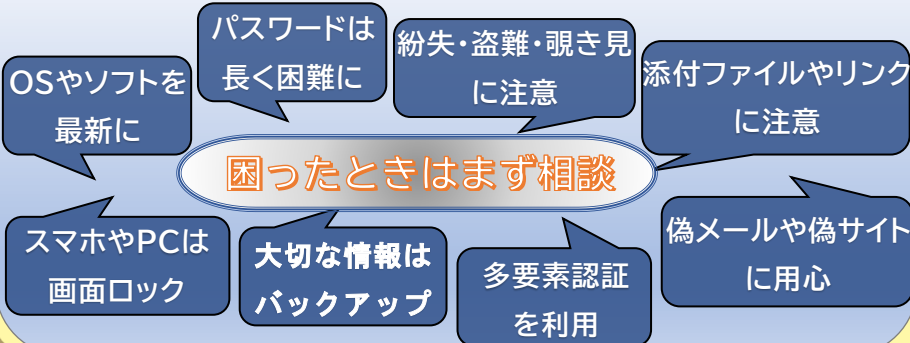 OSやソフトを
最新に
パスワードは
長く困難に
紛失・盗難・覗き見
に注意
添付ファイルやリンク
に注意
困ったときはまず相談
スマホやPCは
画面ロック
大切な情報は
バックアップ
多要素認証
を利用
偽メールや偽サイト
に用心